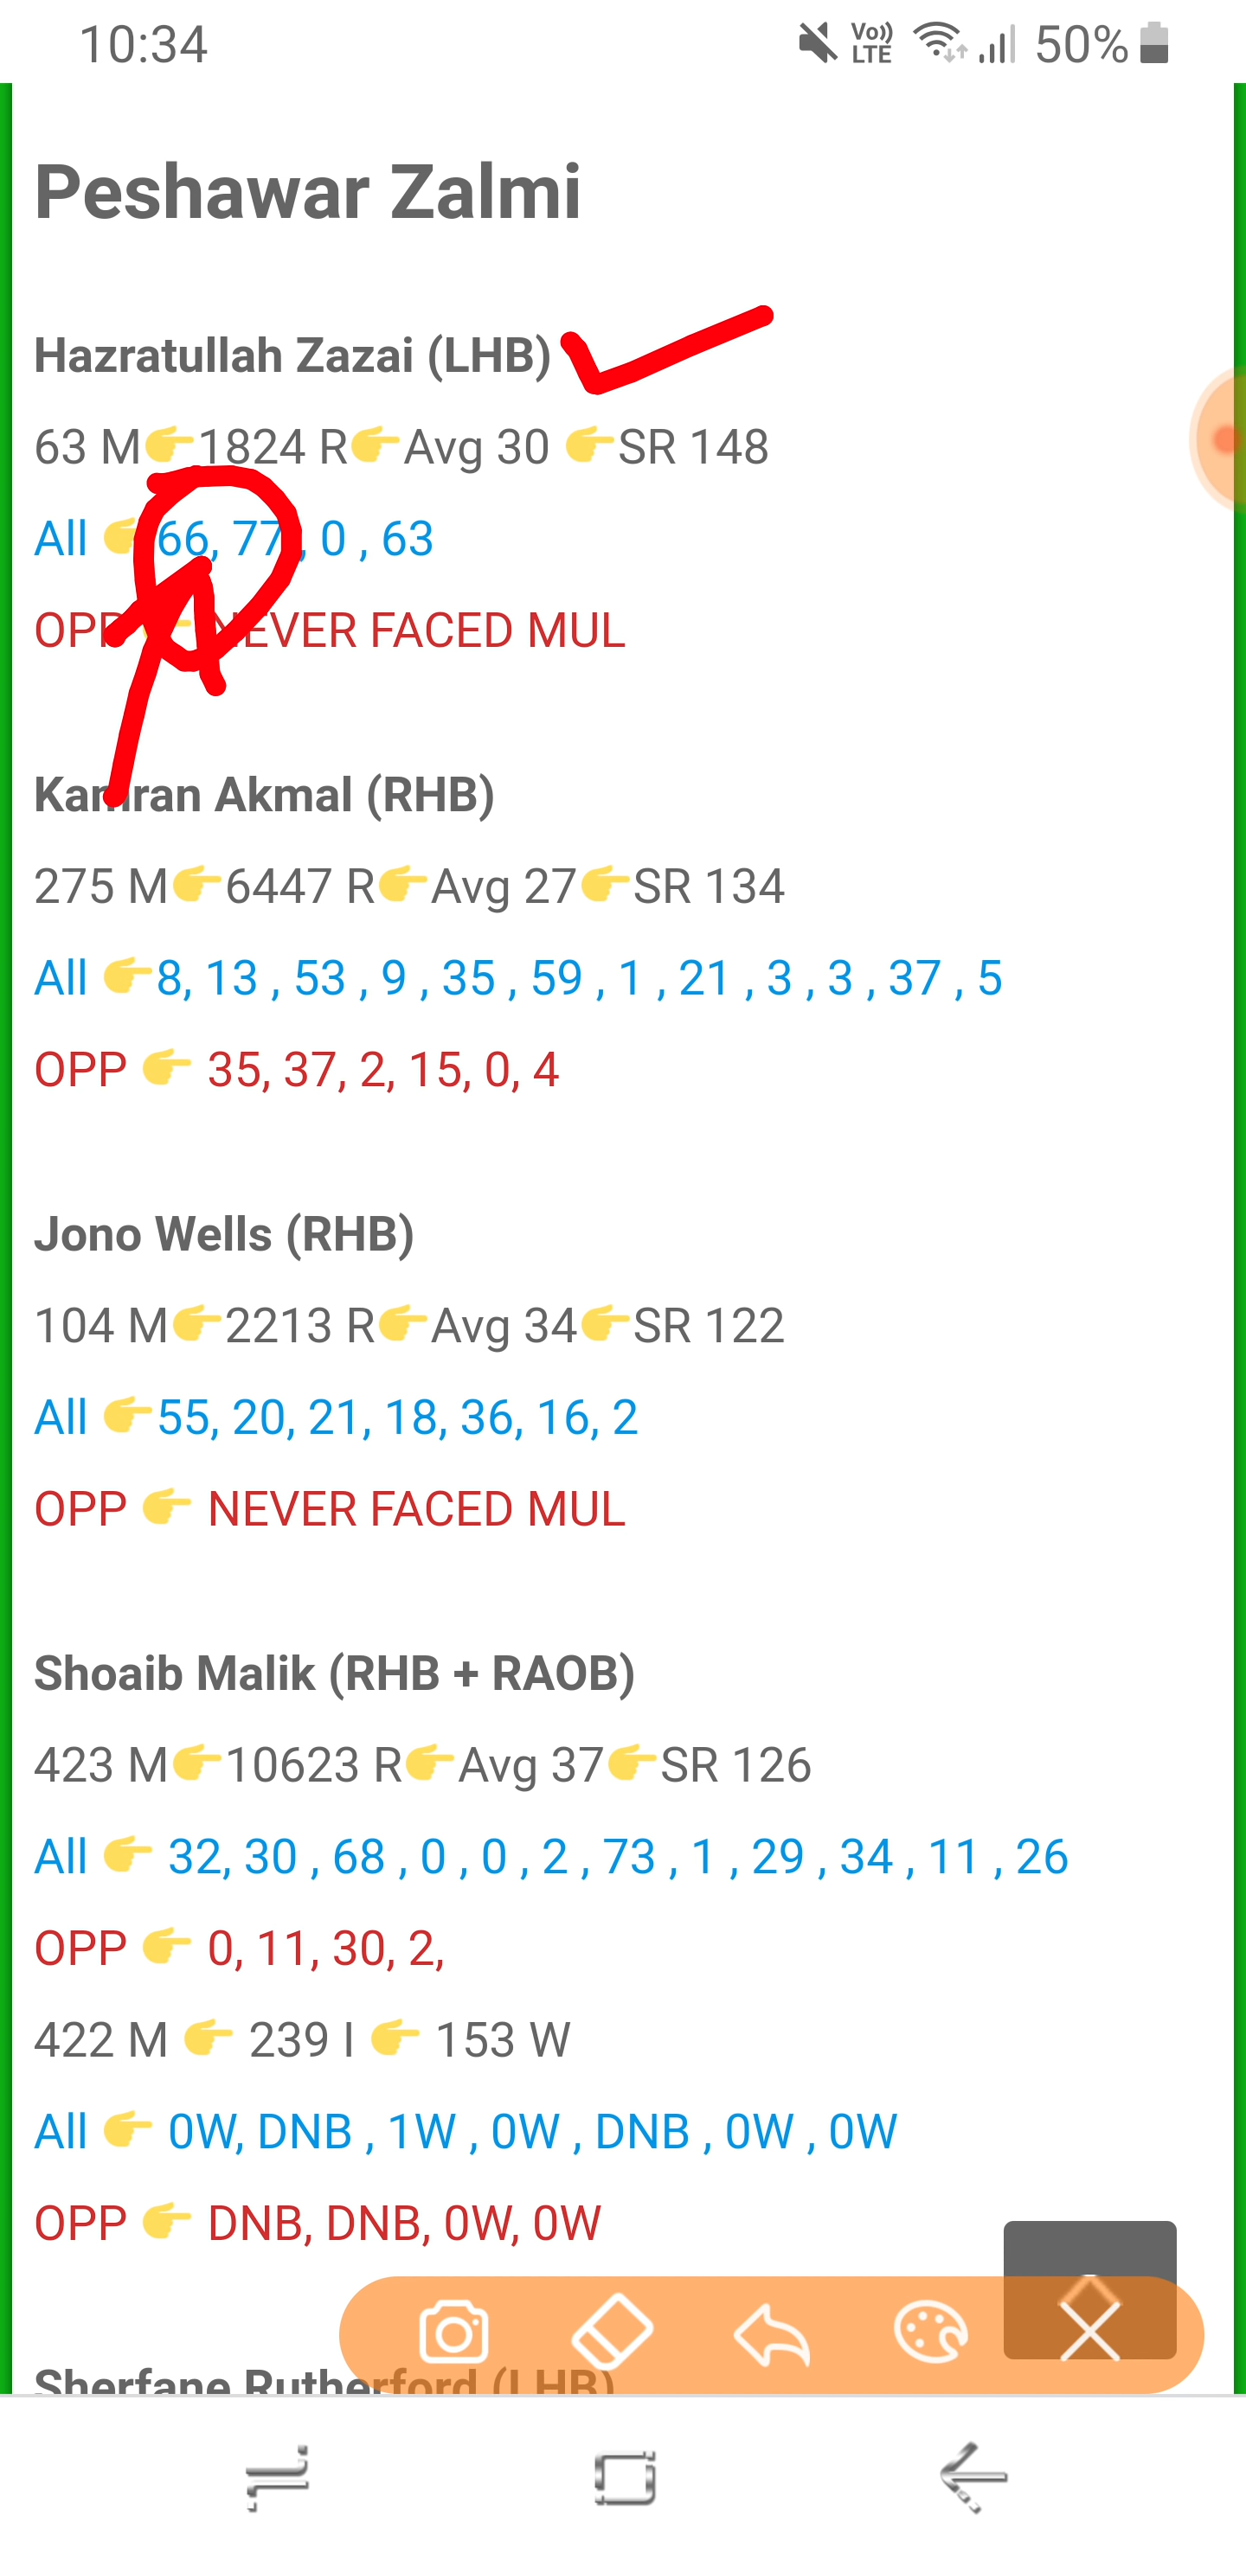 10:34
Vo)) LTE 50%
Peshawar Zalmi
Hazratullah Zazai (LHB)
63 M👉1824 R👉Avg 30 👉SR 148
All 👉66, 77, 0 , 63
OPP 👉 NEVER FACED MUL
Kamran Akmal (RHB)
275 M👉6447 R👉Avg 27👉SR 134
All 👉8, 13 , 53 , 9 , 35 , 59 , 1 , 21 , 3 , 3 , 37 , 5
OPP 👉 35, 37, 2, 15, 0, 4
Jono Wells (RHB)
104 M👉2213 R👉Avg 34👉SR 122
All 👉55, 20, 21, 18, 36, 16, 2
OPP 👉 NEVER FACED MUL
Shoaib Malik (RHB + RAOB)
423 M👉10623 R👉Avg 37👉SR 126
All 👉 32, 30 , 68 , 0 , 0 , 2 , 73 , 1 , 29 , 34 , 11 , 26
OPP 👉 0, 11, 30, 2,
422 M 👉 239 I 👉 153 W
All 👉 0W, DNB , 1W , 0W , DNB , 0W , 0W
OPP 👉 DNB, DNB, 0W, 0W
Sherfane Rutherford (LHB)